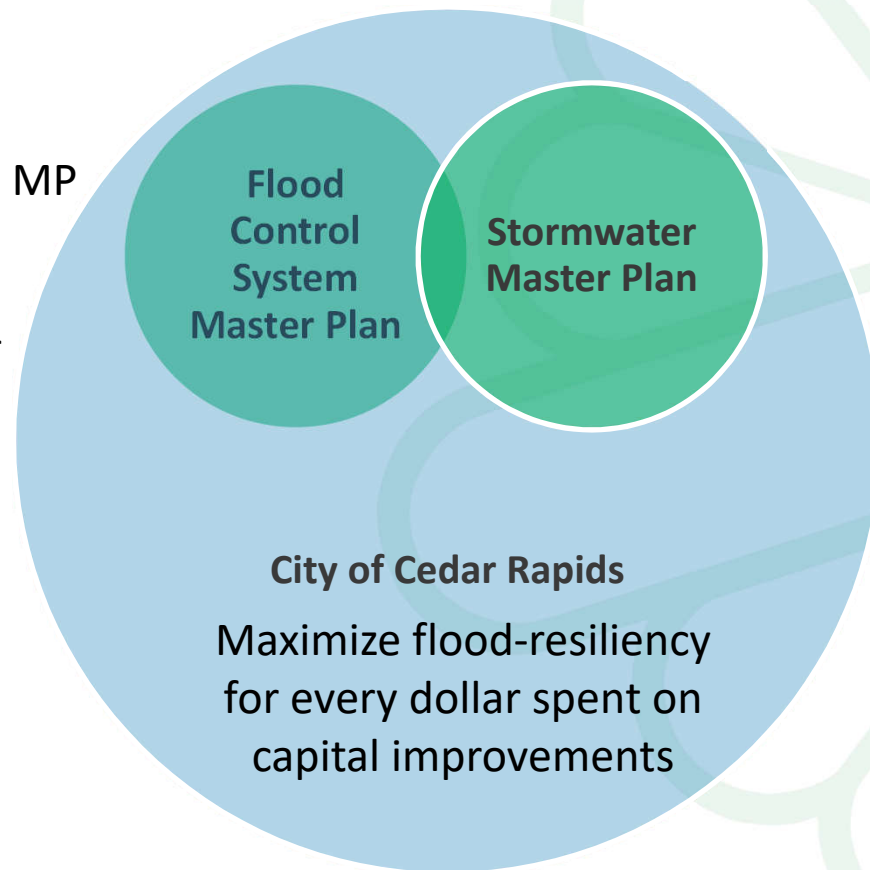 MP
Flood
Control
System
Master Plan
Stormwater
Master Plan
.
City of Cedar Rapids
Maximize flood-resiliency
for every dollar spent on
capital improvements